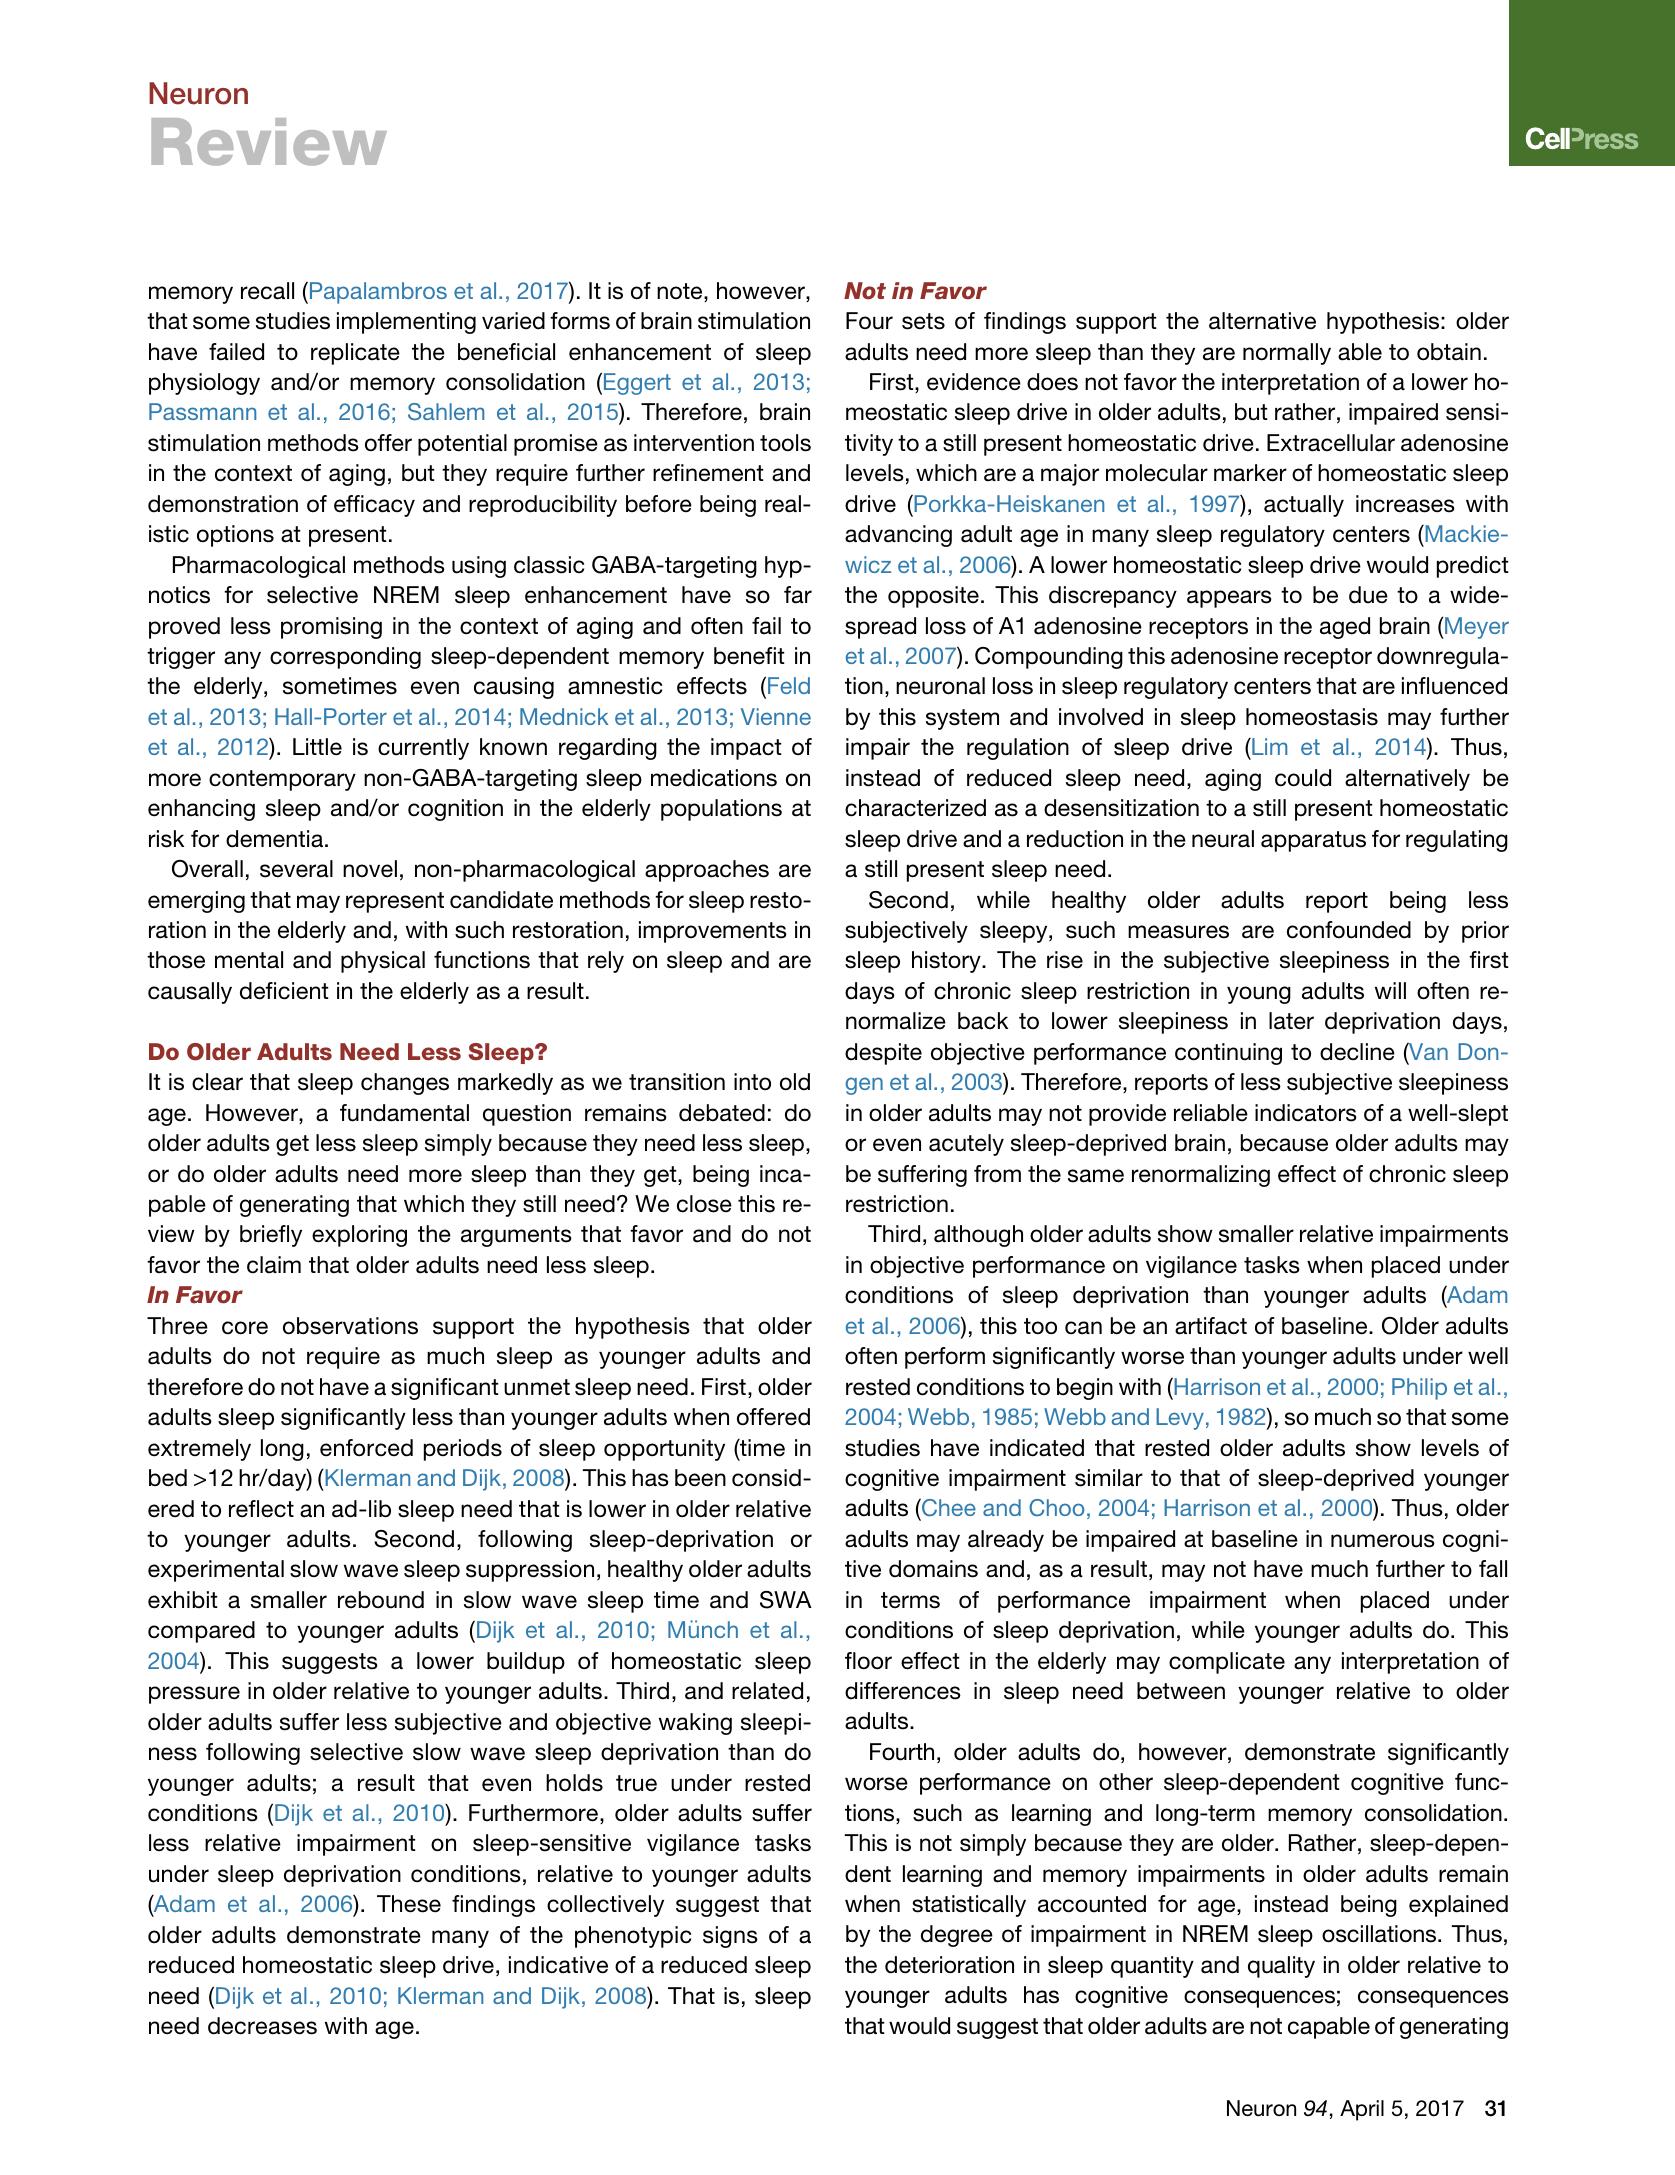 Neuron
Review
CellPress
memory recall (Papalambros et al., 2017). It is of note, however,
that some studies implementing varied forms of brain stimulation
have failed to replicate the beneficial enhancement of sleep
physiology and/or memory consolidation (Eggert et al., 2013;
Passmann et al., 2016; Sahlem et al., 2015). Therefore, brain
stimulation methods offer potential promise as intervention tools
in the context of aging, but they require further refinement and
demonstration of efficacy and reproducibility before being real-
istic options at present.
Pharmacological methods using classic GABA-targeting hyp-
notics for selective NREM sleep enhancement have so far
proved less promising in the context of aging and often fail to
trigger any corresponding sleep-dependent memory benefit in
the elderly, sometimes even causing amnestic effects (Feld
et al., 2013; Hall-Porter et al., 2014; Mednick et al., 2013; Vienne
et al., 2012). Little is currently known regarding the impact of
more contemporary non-GABA-targeting sleep medications on
enhancing sleep and/or cognition in the elderly populations at
risk for dementia.
Overall, several novel, non-pharmacological approaches are
emerging that may represent candidate methods for sleep resto-
ration in the elderly and, with such restoration, improvements in
those mental and physical functions that rely on sleep and are
causally deficient in the elderly as a result.
Do Older Adults Need Less Sleep?
It is clear that sleep changes markedly as we transition into old
age. However, a fundamental question remains debated: do
older adults get less sleep simply because they need less sleep,
or do older adults need more sleep than they get, being inca-
pable of generating that which they still need? We close this re-
view by briefly exploring the arguments that favor and do not
favor the claim that older adults need less sleep.
In Favor
Three core observations support the hypothesis that older
adults do not require as much sleep as younger adults and
therefore do not have a significant unmet sleep need. First, older
adults sleep significantly less than younger adults when offered
extremely long, enforced periods of sleep opportunity (time in
bed >12 hr/day) (Klerman and Dijk, 2008). This has been consid-
ered to reflect an ad-lib sleep need that is lower in older relative
to younger adults. Second, following sleep-deprivation or
experimental slow wave sleep suppression, healthy older adults
exhibit a smaller rebound in slow wave sleep time and SWA
compared to younger adults (Dijk et al., 2010; Münch et al.,
2004). This suggests a lower buildup of homeostatic sleep
pressure in older relative to younger adults. Third, and related,
older adults suffer less subjective and objective waking sleepi-
ness following selective slow wave sleep deprivation than do
younger adults; a result that even holds true under rested
conditions (Dijk et al., 2010). Furthermore, older adults suffer
less relative impairment on sleep-sensitive vigilance tasks
under sleep deprivation conditions, relative to younger adults
(Adam et al., 2006). These findings collectively suggest that
older adults demonstrate many of the phenotypic signs of a
reduced homeostatic sleep drive, indicative of a reduced sleep
need (Dijk et al., 2010; Klerman and Dijk, 2008). That is, sleep
need decreases with age.
Not in Favor
Four sets of findings support the alternative hypothesis: older
adults need more sleep than they are normally able to obtain.
First, evidence does not favor the interpretation of a lower ho-
meostatic sleep drive in older adults, but rather, impaired sensi-
tivity to a still present homeostatic drive. Extracellular adenosine
levels, which are a major molecular marker of homeostatic sleep
drive (Porkka-Heiskanen et al., 1997), actually increases with
advancing adult age in many sleep regulatory centers (Mackie-
wicz et al., 2006). A lower homeostatic sleep drive would predict
the opposite. This discrepancy appears to be due to a wide-
spread loss of A1 adenosine receptors in the aged brain (Meyer
et al., 2007). Compounding this adenosine receptor downregula-
tion, neuronal loss in sleep regulatory centers that are influenced
by this system and involved in sleep homeostasis may further
impair the regulation of sleep drive (Lim et al., 2014). Thus,
instead of reduced sleep need, aging could alternatively be
characterized as a desensitization to a still present homeostatic
sleep drive and a reduction in the neural apparatus for regulating
a still present sleep need.
Second, while healthy older adults report being less
subjectively sleepy, such measures are confounded by prior
sleep history. The rise in the subjective sleepiness in the first
days of chronic sleep restriction in young adults will often re-
normalize back to lower sleepiness in later deprivation days,
despite objective performance continuing to decline (Van Don-
gen et al., 2003). Therefore, reports of less subjective sleepiness
in older adults may not provide reliable indicators of a well-slept
or even acutely sleep-deprived brain, because older adults may
be suffering from the same renormalizing effect of chronic sleep
restriction.
Third, although older adults show smaller relative impairments
in objective performance on vigilance tasks when placed under
conditions of sleep deprivation than younger adults (Adam
et al., 2006), this too can be an artifact of baseline. Older adults
often perform significantly worse than younger adults under well
rested conditions to begin with (Harrison et al., 2000; Philip et al.,
2004; Webb, 1985; Webb and Levy, 1982), so much so that some
studies have indicated that rested older adults show levels of
cognitive impairment similar to that of sleep-deprived younger
adults (Chee and Choo, 2004; Harrison et al., 2000). Thus, older
adults may already be impaired at baseline in numerous cogni-
tive domains and, as a result, may not have much further to fall
in terms of performance impairment when placed under
conditions of sleep deprivation, while younger adults do. This
floor effect in the elderly may complicate any interpretation of
differences in sleep need between younger relative to older
adults.
Fourth, older adults do, however, demonstrate significantly
worse performance on other sleep-dependent cognitive func-
tions, such as learning and long-term memory consolidation.
This is not simply because they are older. Rather, sleep-depen-
dent learning and memory impairments in older adults remain
when statistically accounted for age, instead being explained
by the degree of impairment in NREM sleep oscillations. Thus,
the deterioration in sleep quantity and quality in older relative to
younger adults has cognitive consequences; consequences
that would suggest that older adults are not capable of generating
Neuron 94, April 5, 2017 31